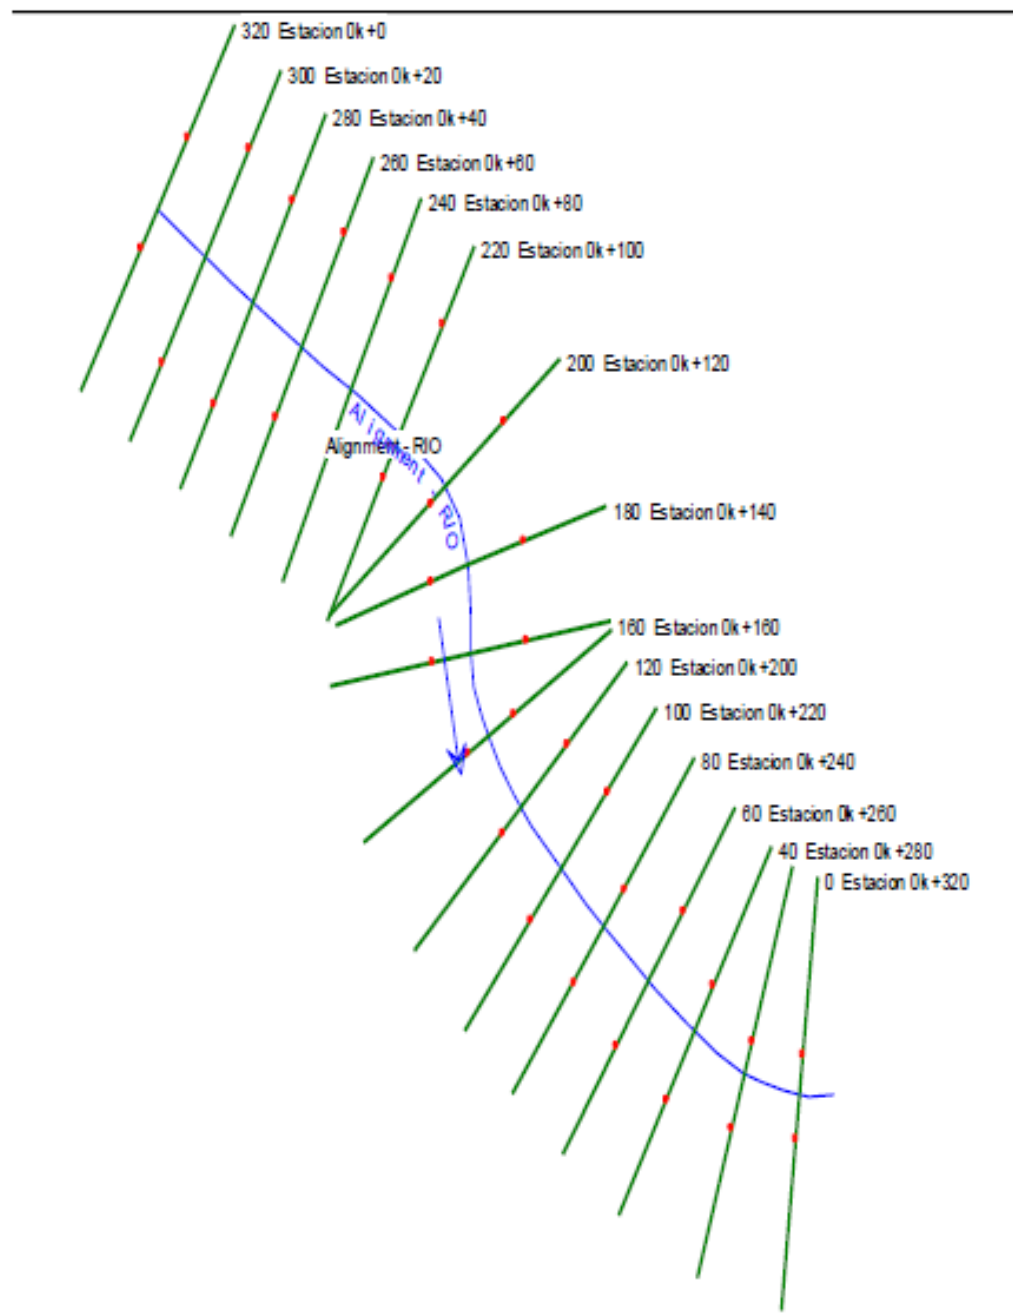 320 Estacion 0k+0
300 Estacion 0k+20
280 Estacion 0k+40
260 Estacion 0k+60
240 Estacion 0k+80
220 Estacion 0k+100
200 Estacion 0k+120
Alignment - RIO
Alignment - RIO
180 Estacion 0k+140
160 Estacion 0k+160
120 Estacion 0k+200
100 Estacion 0k+220
80 Estacion 0k+240
60 Estacion 0k+260
40 Estacion 0k+280
0 Estacion 0k+320